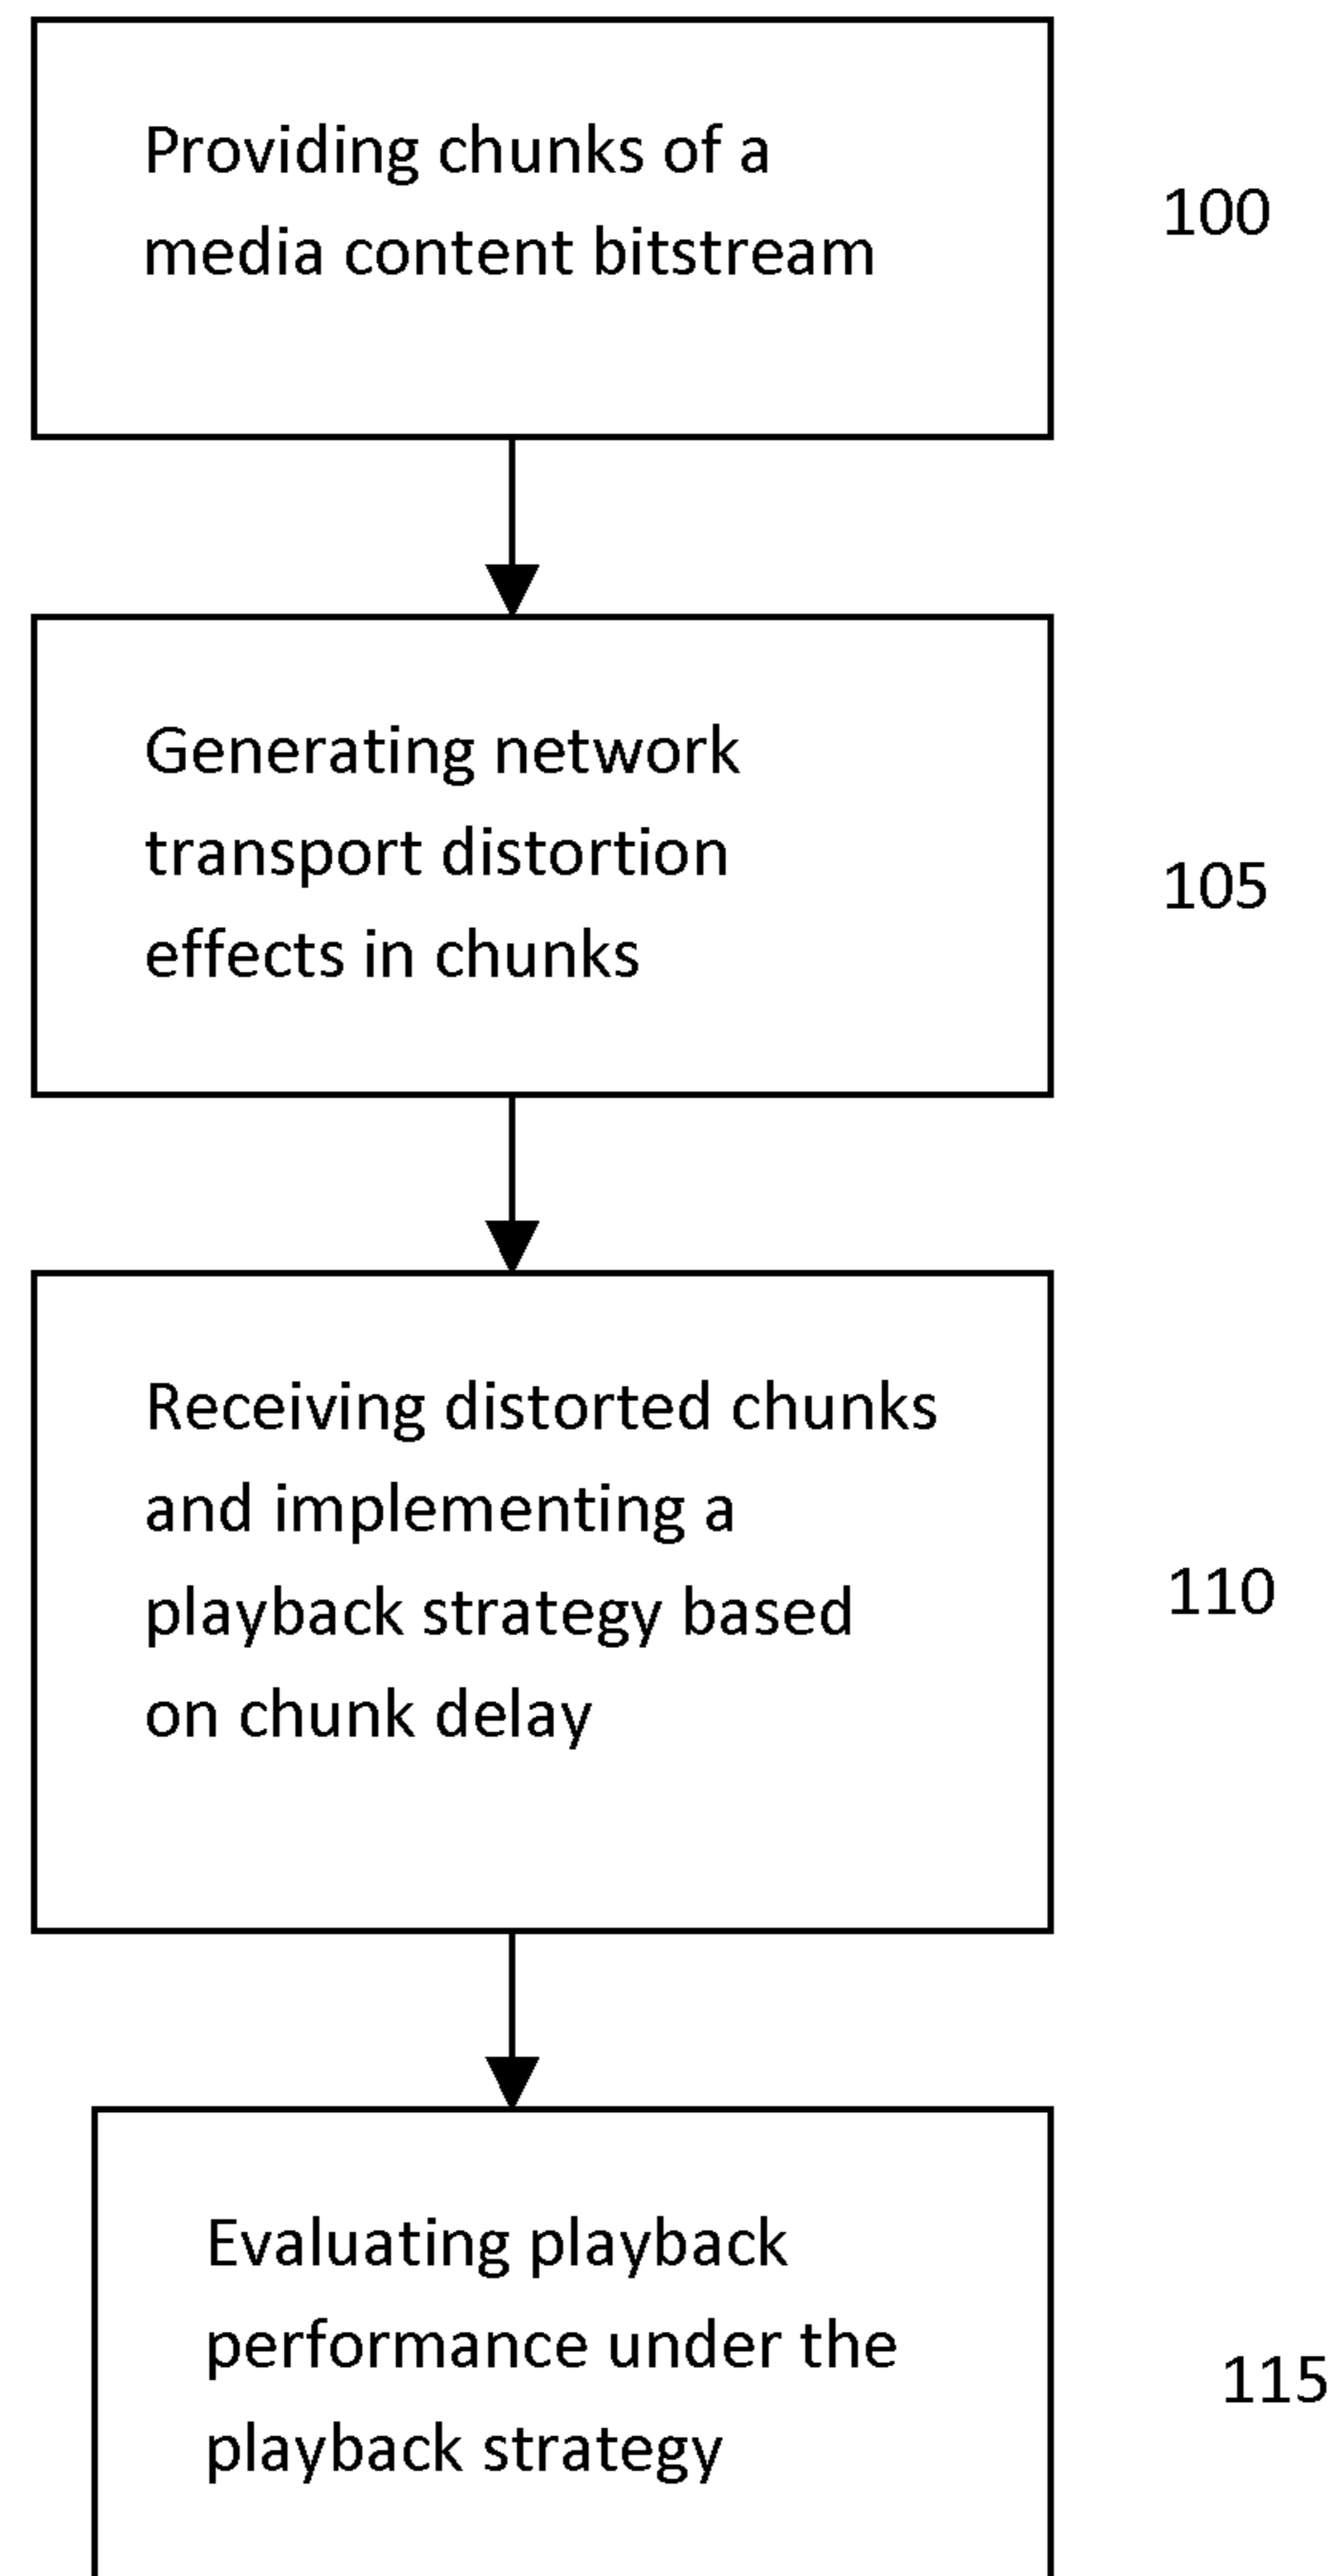 Providing chunks of a
media content bitstream
100
Generating network
transport distortion
effects in chunks
105
Receiving distorted chunks
and implementing a
playback strategy based
on chunk delay
110
Evaluating playback
performance under the
playback strategy
115